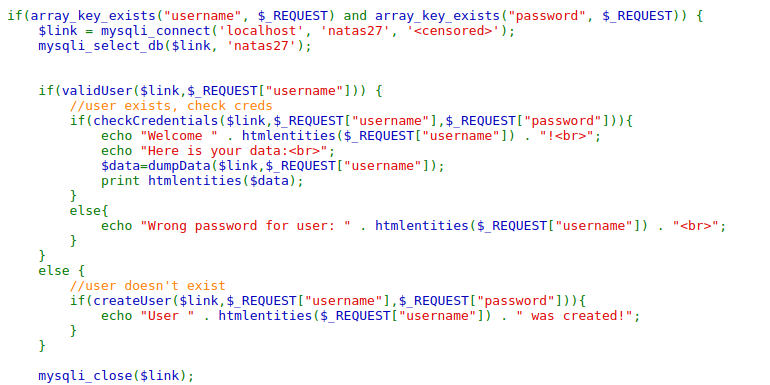 if(array_key_exists("username", $_REQUEST) and array_key_exists("password", $_REQUEST)) {
    $link = mysqli_connect('localhost', 'natas27', '<censored>');
    mysqli_select_db($link, 'natas27');


    if(validUser($link,$_REQUEST["username"])) {
        //user exists, check creds
        if(checkCredentials($link,$_REQUEST["username"],$_REQUEST["password"])){
            echo "Welcome " . htmlentities($_REQUEST["username"]) . "!<br>";
            echo "Here is your data:<br>";
            $data=dumpData($link,$_REQUEST["username"]);
            print htmlentities($data);
        }
        else{
            echo "Wrong password for user: " . htmlentities($_REQUEST["username"]) . "<br>";
        }
    }
    else {
        //user doesn't exist
        if(createUser($link,$_REQUEST["username"],$_REQUEST["password"])){
            echo "User " . htmlentities($_REQUEST["username"]) . " was created!";
        }
    }

    mysqli_close($link);